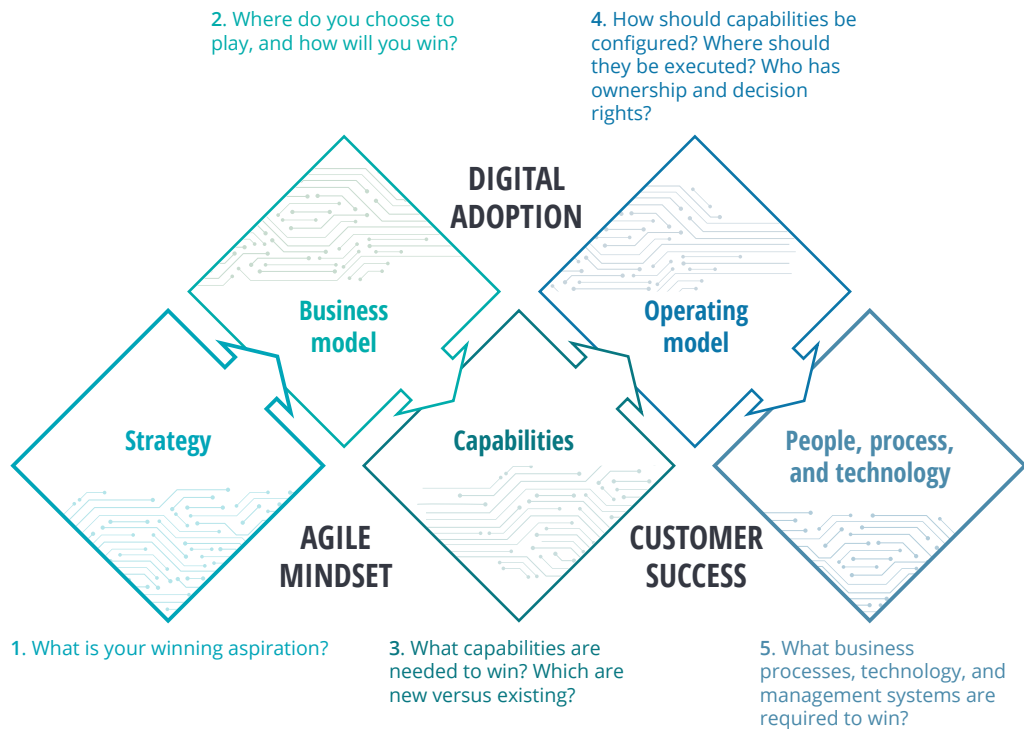 2. Where do you choose to
play, and how will you win?
4. How should capabilities be
configured? Where should
they be executed? Who has
ownership and decision
rights?
DIGITAL
ADOPTION
Business
model
Operating
model
Strategy
Capabilities
People, process,
and technology
AGILE
MINDSET
CUSTOMER
SUCCESS
1. What is your winning aspiration?
3. What capabilities are
needed to win? Which are
new versus existing?
5. What business
processes, technology, and
management systems are
required to win?